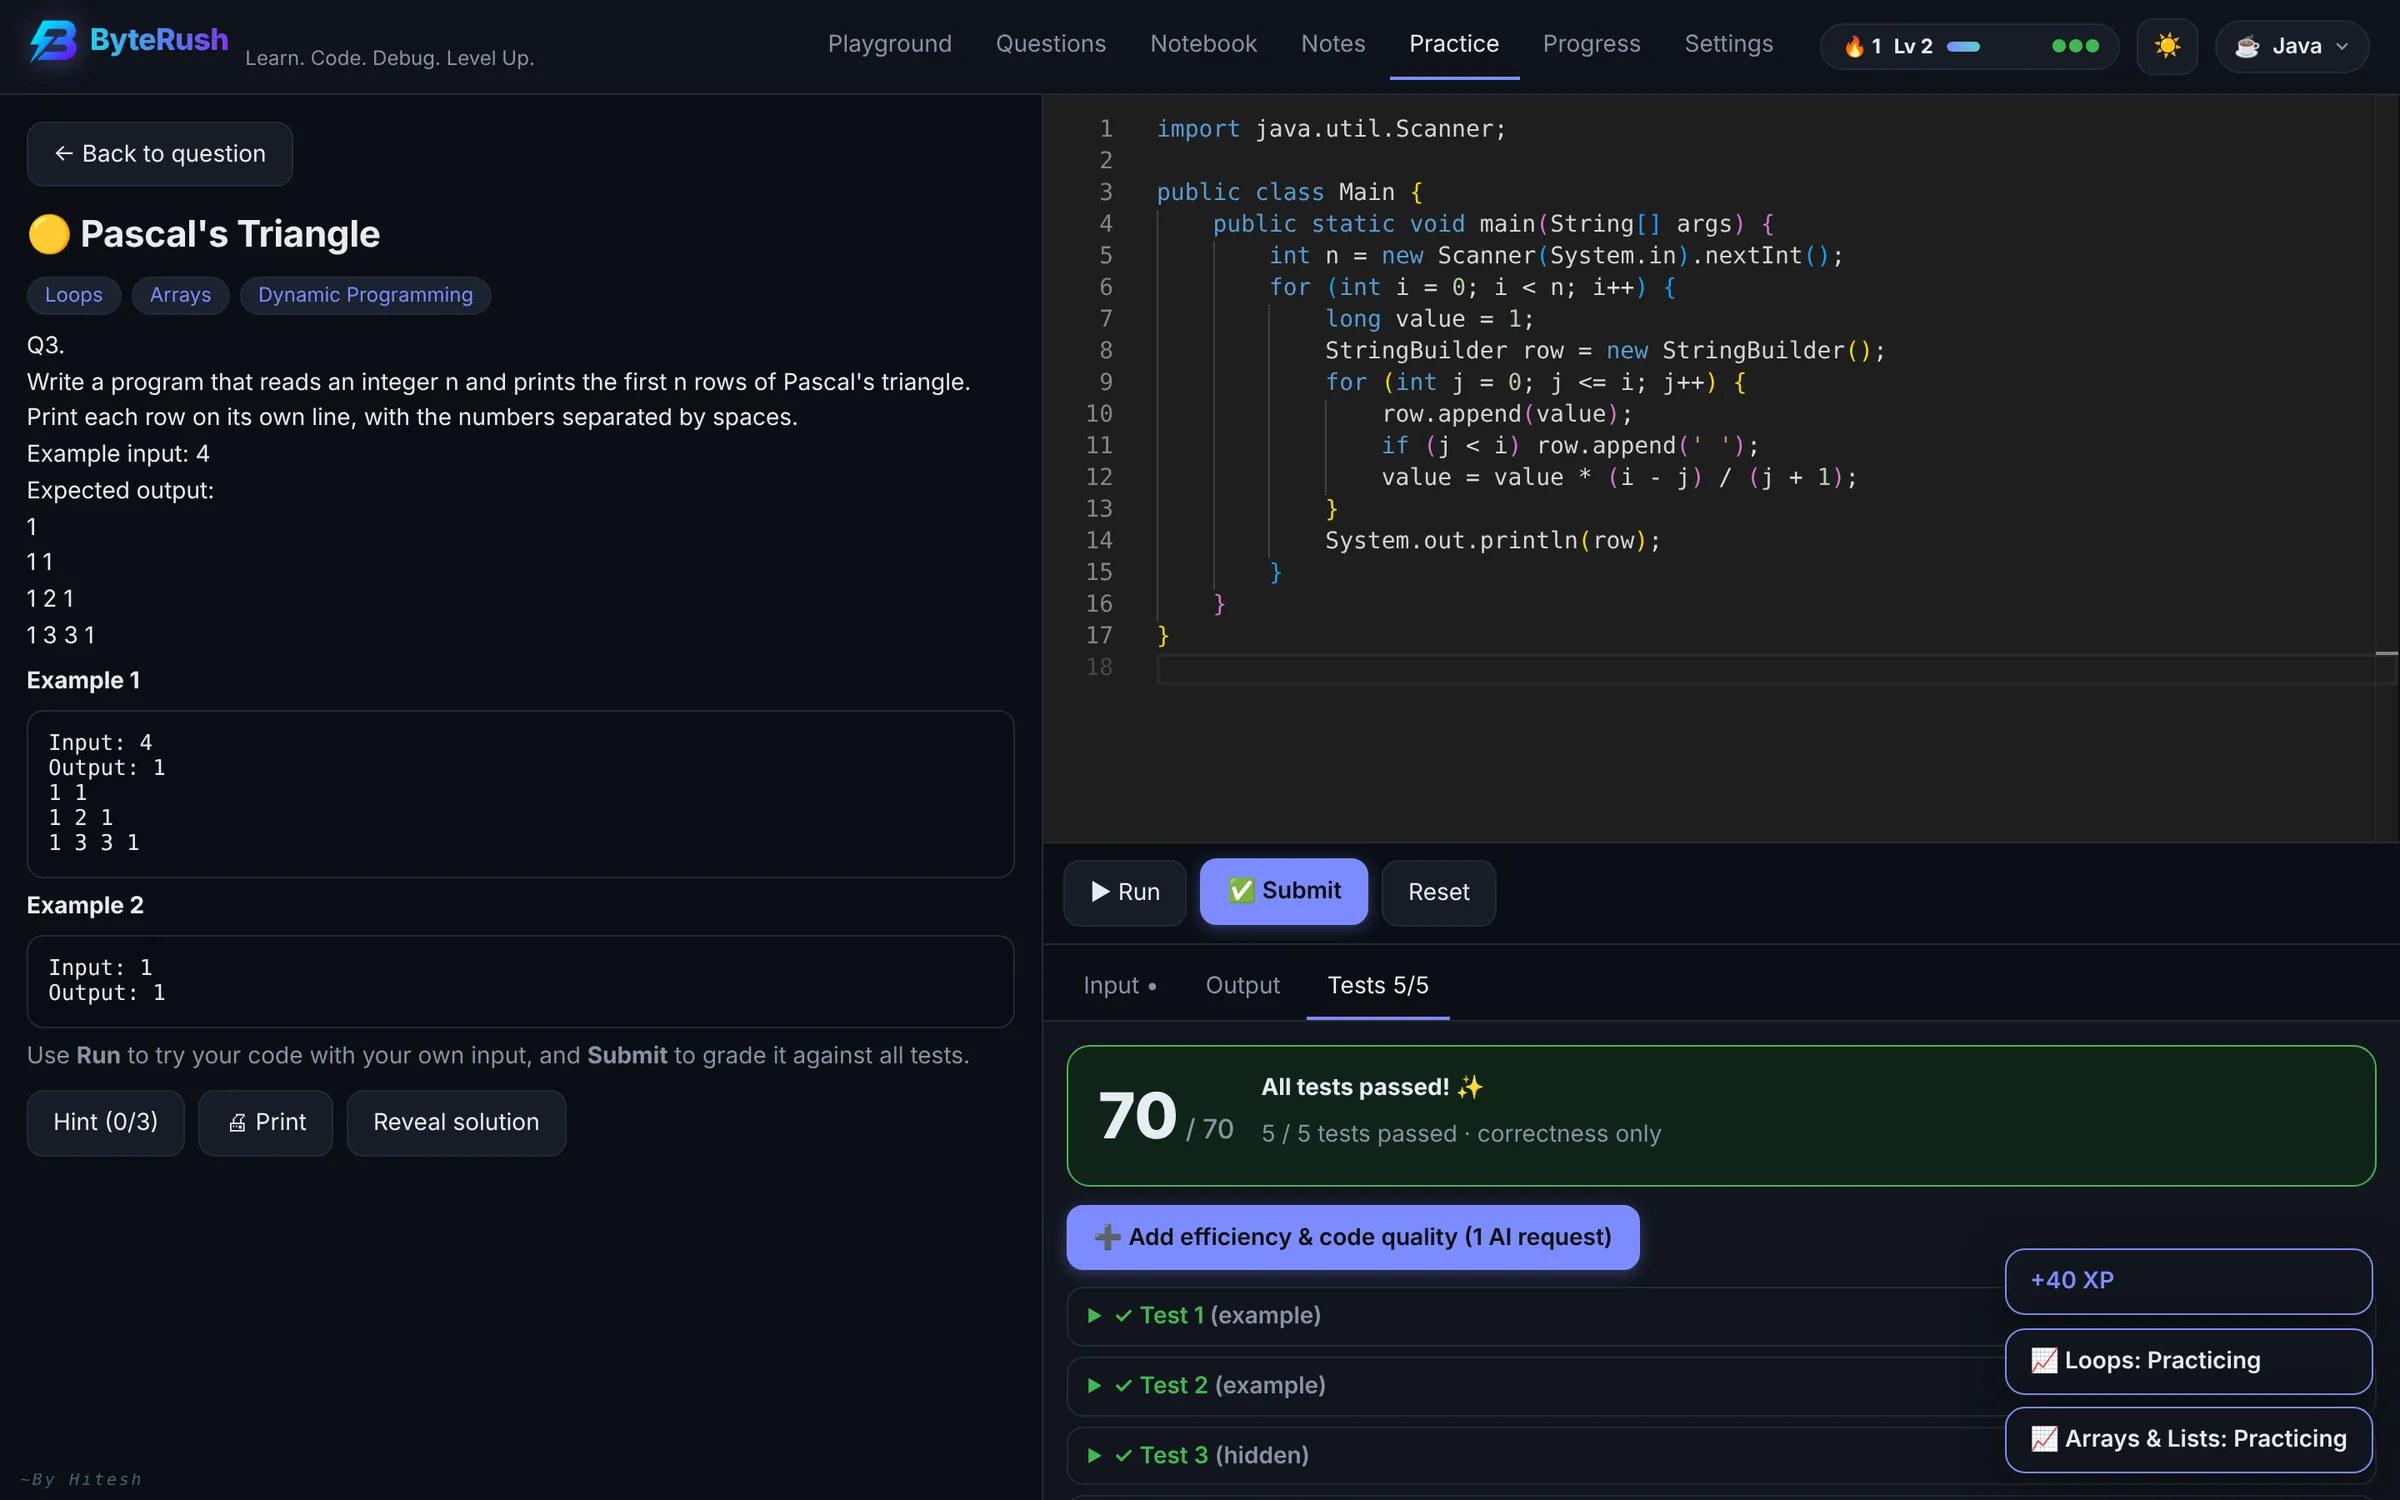 ByteRush
Learn. Code. Debug. Level Up.
Playground
Questions
Notebook
Notes
Practice
Progress
Settings
🔥 1 Lv 2
☀️
☕ Java
← Back to question
🟡 Pascal's Triangle
Loops
Arrays
Dynamic Programming
Q3.
Write a program that reads an integer n and prints the first n rows of Pascal's triangle.
Print each row on its own line, with the numbers separated by spaces.
Example input: 4
Expected output:
1
1 1
1 2 1
1 3 3 1
Example 1
Input: 4
Output: 1
1 1
1 2 1
1 3 3 1
Example 2
Input: 1
Output: 1
Use Run to try your code with your own input, and Submit to grade it against all tests.
Hint (0/3)
🖨 Print
Reveal solution
~By Hitesh
1 import java.util.Scanner;
2
3 public class Main {
4     public static void main(String[] args) {
5         int n = new Scanner(System.in).nextInt();
6         for (int i = 0; i < n; i++) {
7             long value = 1;
8             StringBuilder row = new StringBuilder();
9             for (int j = 0; j <= i; j++) {
10                 row.append(value);
11                 if (j < i) row.append(' ');
12                 value = value * (i - j) / (j + 1);
13             }
14             System.out.println(row);
15         }
16     }
17 }
18
▶ Run
✅ Submit
Reset
Input •
Output
Tests 5/5
70 / 70
All tests passed! ✨
5 / 5 tests passed · correctness only
➕ Add efficiency & code quality (1 AI request)
▶ ✓ Test 1 (example)
▶ ✓ Test 2 (example)
▶ ✓ Test 3 (hidden)
+40 XP
📈 Loops: Practicing
📈 Arrays & Lists: Practicing